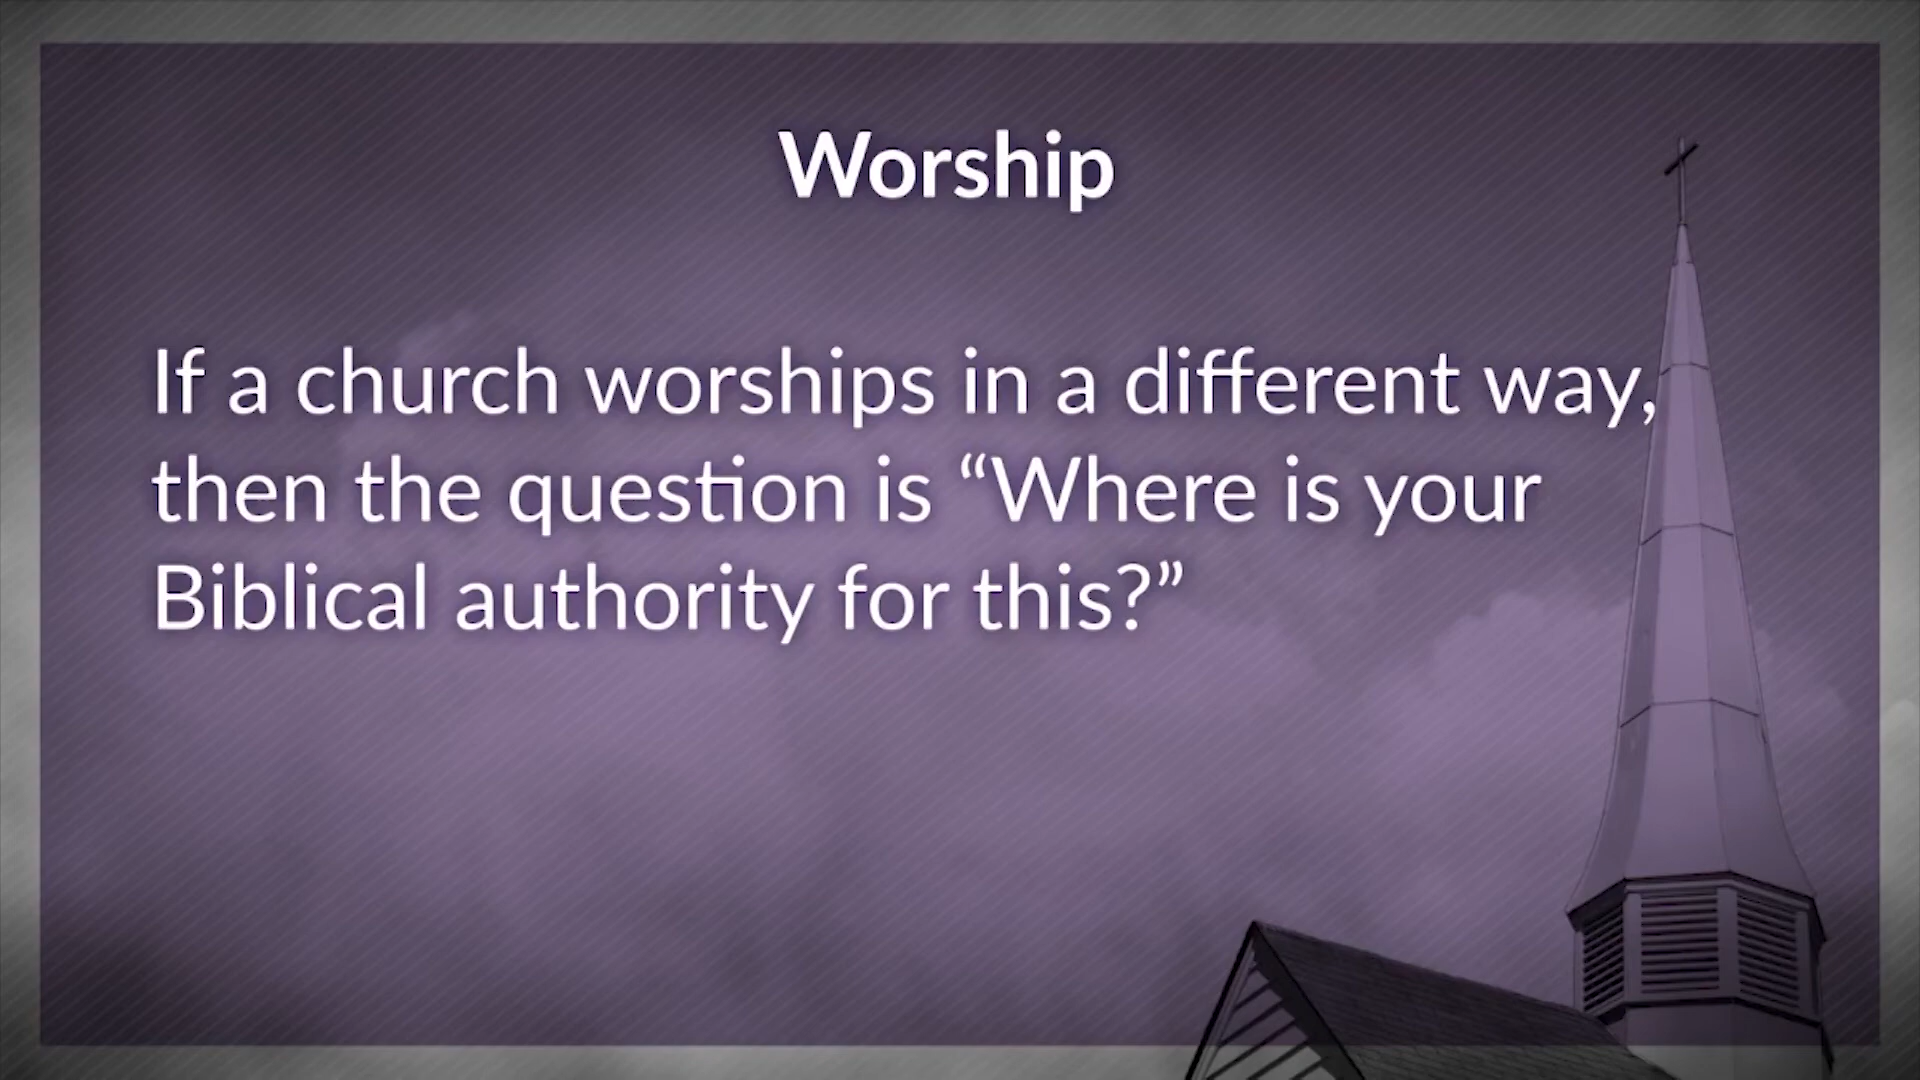 Worship
If a church worships in a different way,
then the question is “Where is your
Biblical authority for this?”